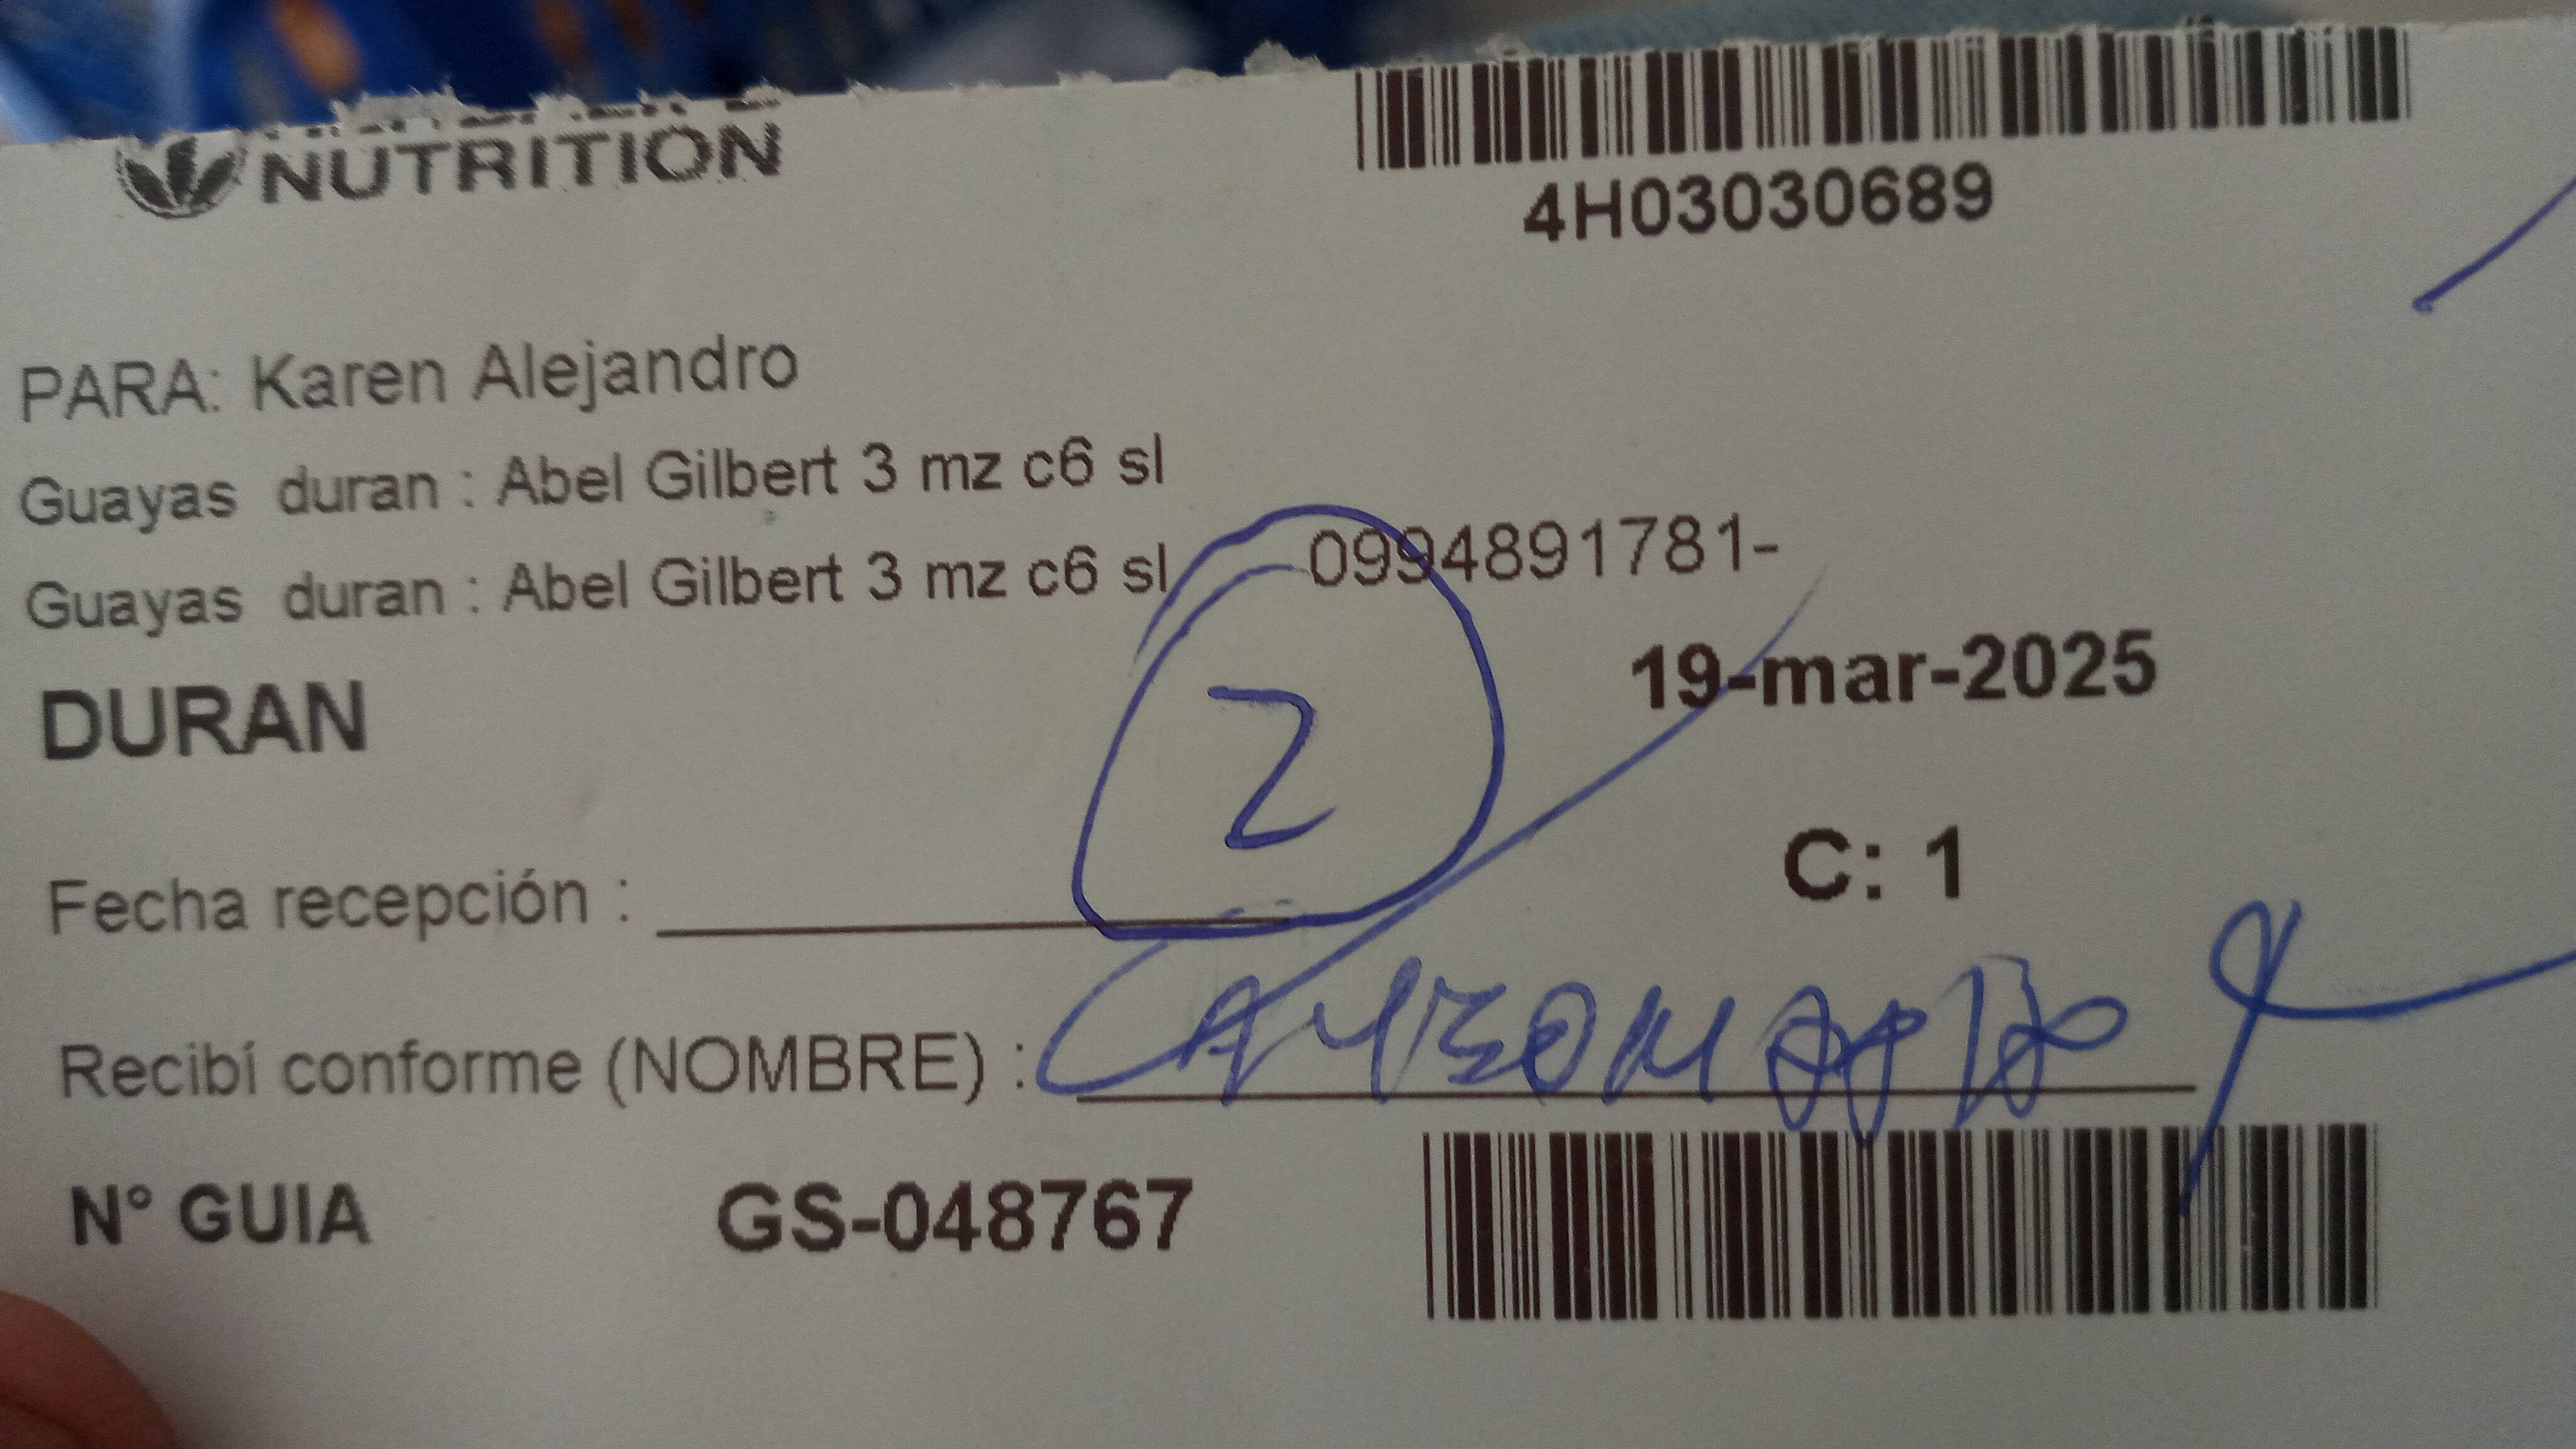 NUTRITION
4H03030689
PARA: Karen Alejandro
Guayas duran : Abel Gilbert 3 mz c6 sl
Guayas duran : Abel Gilbert 3 mz c6 sl 0994891781-
DURAN
19-mar-2025
2
C: 1
Fecha recepción :
Recibí conforme (NOMBRE) :
N° GUIA GS-048767